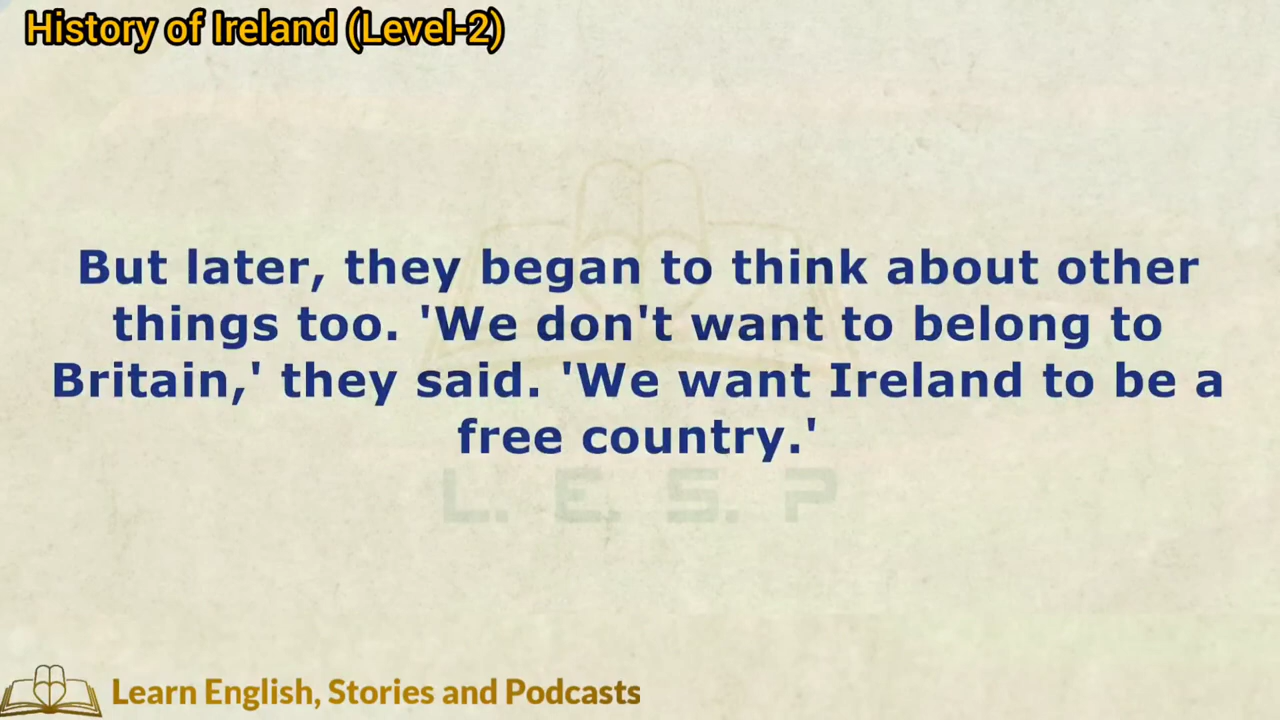 History of Ireland (Level-2)
But later, they began to think about other
things too. 'We don't want to belong to
Britain,' they said. 'We want Ireland to be a
free country.'
L. E. S. P
Learn English, Stories and Podcasts